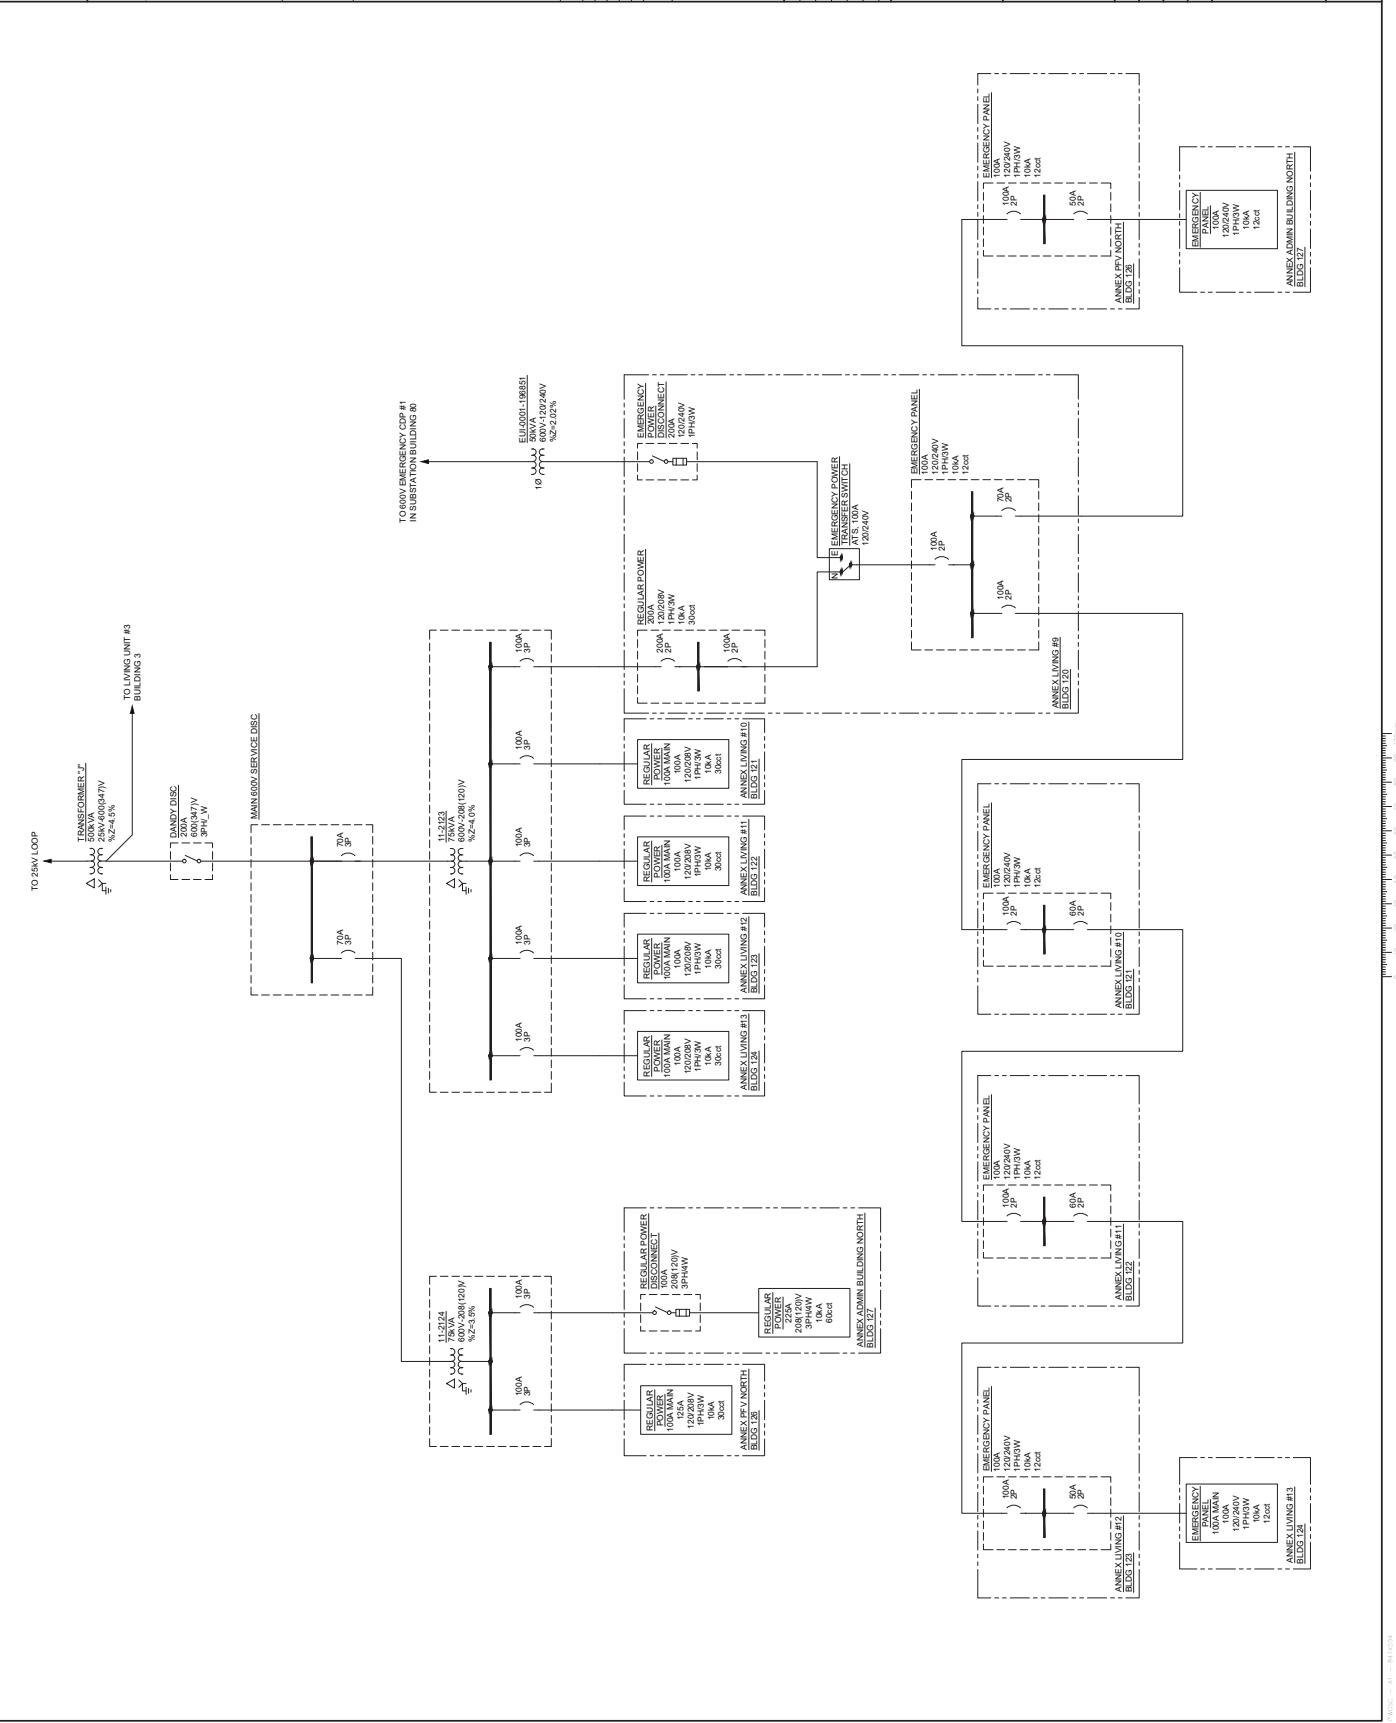 TO 25kV LOOP
TRANSFORMER "J"
500kVA
25kV-600(347)V
%Z=4.5%
TO LIVING UNIT #3
BUILDING 3
DANDY DISC
200A
600(347)V
3PH/_W
MAIN 600V SERVICE DISC
70A
3P
70A
3P
11-2124
75kVA
600V-208(120)V
%Z=3.5%
100A
3P
100A
3P
REGULAR
POWER
100A MAIN
125A
120/208V
1PH/3W
10kA
30cct
ANNEX PFV NORTH
BLDG 126
REGULAR POWER
DISCONNECT
100A
208(120)V
3PH/4W
REGULAR
POWER
225A
208(120)V
3PH/4W
10kA
60cct
ANNEX ADMIN BUILDING NORTH
BLDG 127
11-2123
75kVA
600V-208(120)V
%Z=4.0%
100A
3P
100A
3P
100A
3P
100A
3P
100A
3P
REGULAR
POWER
100A MAIN
100A
120/208V
1PH/3W
10kA
30cct
ANNEX LIVING #13
BLDG 124
REGULAR
POWER
100A MAIN
100A
120/208V
1PH/3W
10kA
30cct
ANNEX LIVING #12
BLDG 123
REGULAR
POWER
100A MAIN
100A
120/208V
1PH/3W
10kA
30cct
ANNEX LIVING #11
BLDG 122
REGULAR
POWER
100A MAIN
100A
120/208V
1PH/3W
10kA
30cct
ANNEX LIVING #10
BLDG 121
TO 600V EMERGENCY CDP #1
IN SUBSTATION BUILDING 80
EUI-0001-196851
50kVA
600V-120/240V
%Z=2.02%
1Ø
REGULAR POWER
200A
120/208V
1PH/3W
10kA
30cct
200A
2P
100A
2P
EMERGENCY
POWER
DISCONNECT
200A
120/240V
1PH/3W
N
E
EMERGENCY POWER
TRANSFER SWITCH
ATS, 100A
120/240V
EMERGENCY PANEL
100A
120/240V
1PH/3W
10kA
12cct
100A
2P
100A
2P
70A
2P
ANNEX LIVING #9
BLDG 120
EMERGENCY PANEL
100A
120/240V
1PH/3W
10kA
12cct
100A
2P
50A
2P
ANNEX LIVING #12
BLDG 123
EMERGENCY
PANEL
100A MAIN
100A
120/240V
1PH/3W
10kA
12cct
ANNEX LIVING #13
BLDG 124
EMERGENCY PANEL
100A
120/240V
1PH/3W
10kA
12cct
100A
2P
60A
2P
ANNEX LIVING #11
BLDG 122
EMERGENCY PANEL
100A
120/240V
1PH/3W
10kA
12cct
100A
2P
60A
2P
ANNEX LIVING #10
BLDG 121
EMERGENCY PANEL
100A
120/240V
1PH/3W
10kA
12cct
100A
2P
50A
2P
ANNEX PFV NORTH
BLDG 126
EMERGENCY
PANEL
100A
120/240V
1PH/3W
10kA
12cct
ANNEX ADMIN BUILDING NORTH
BLDG 127